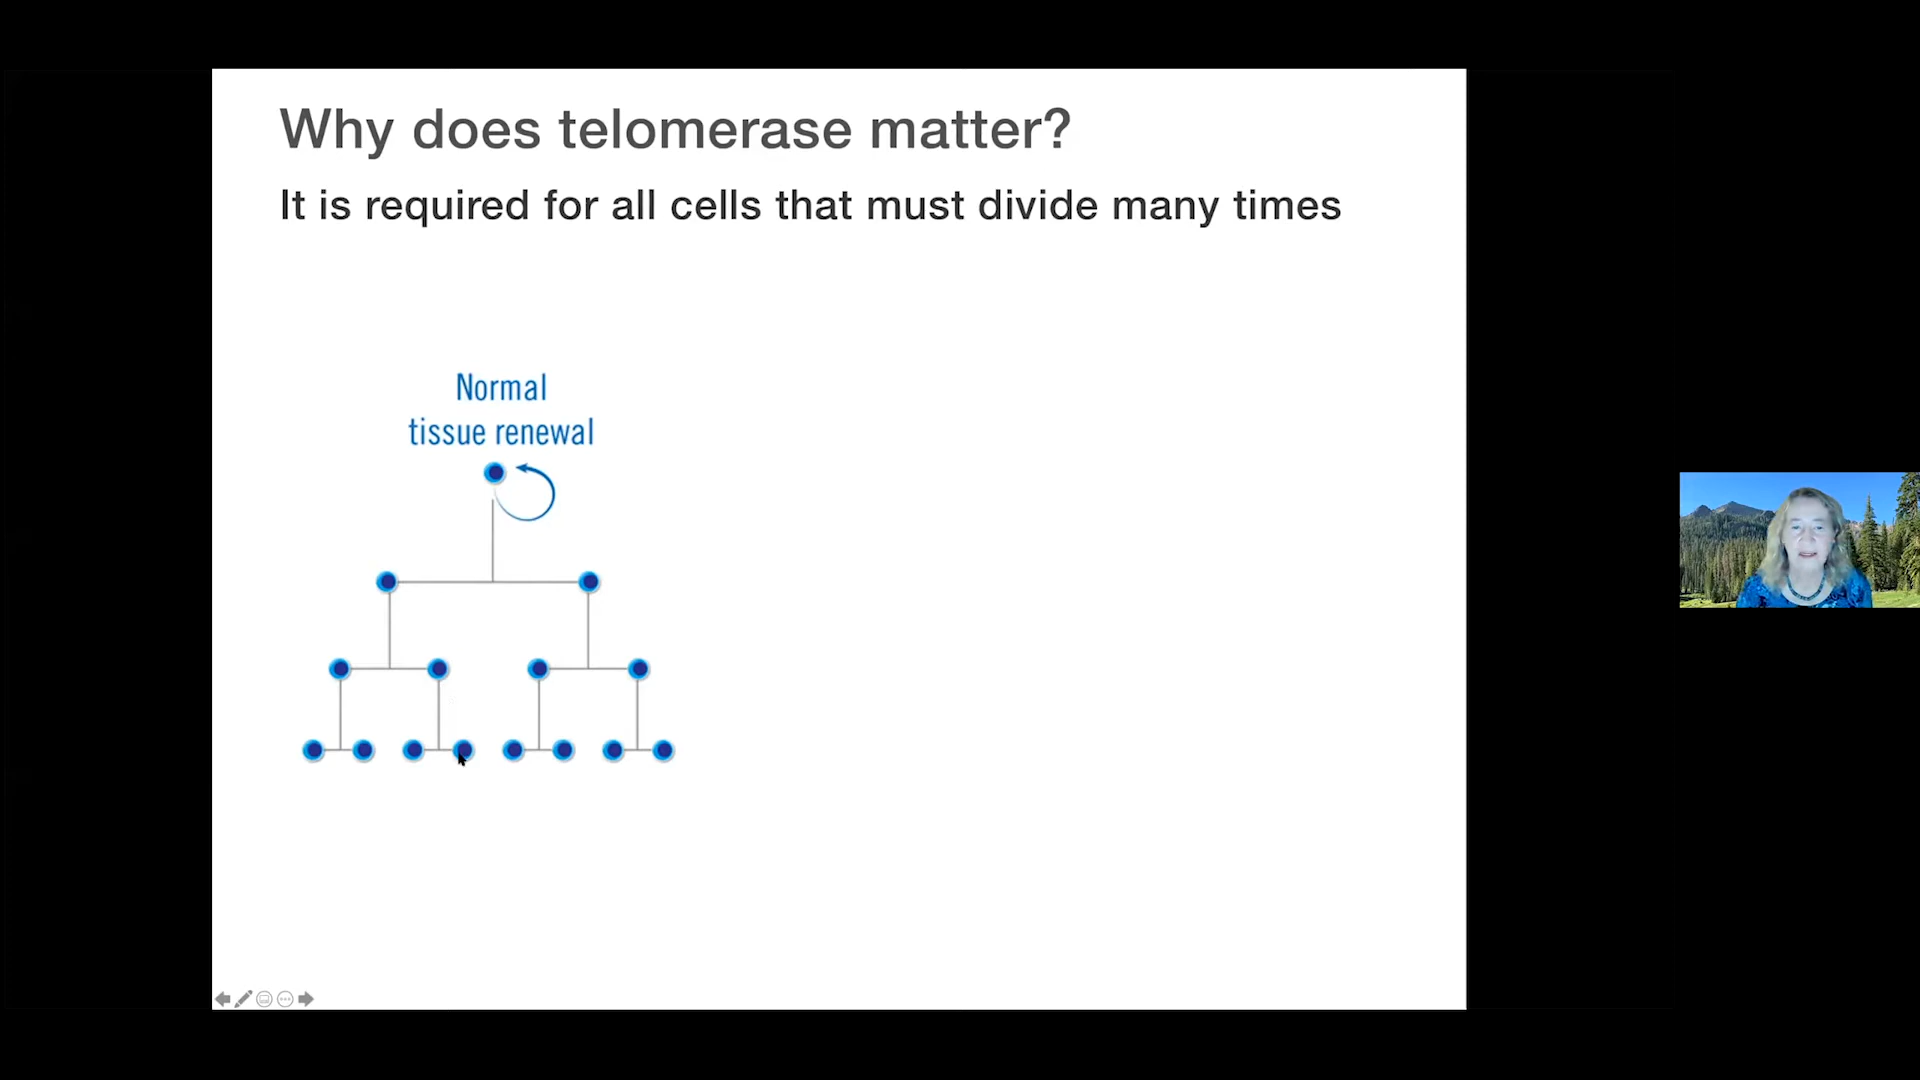 Why does telomerase matter?
It is required for all cells that must divide many times
Normal
tissue renewal